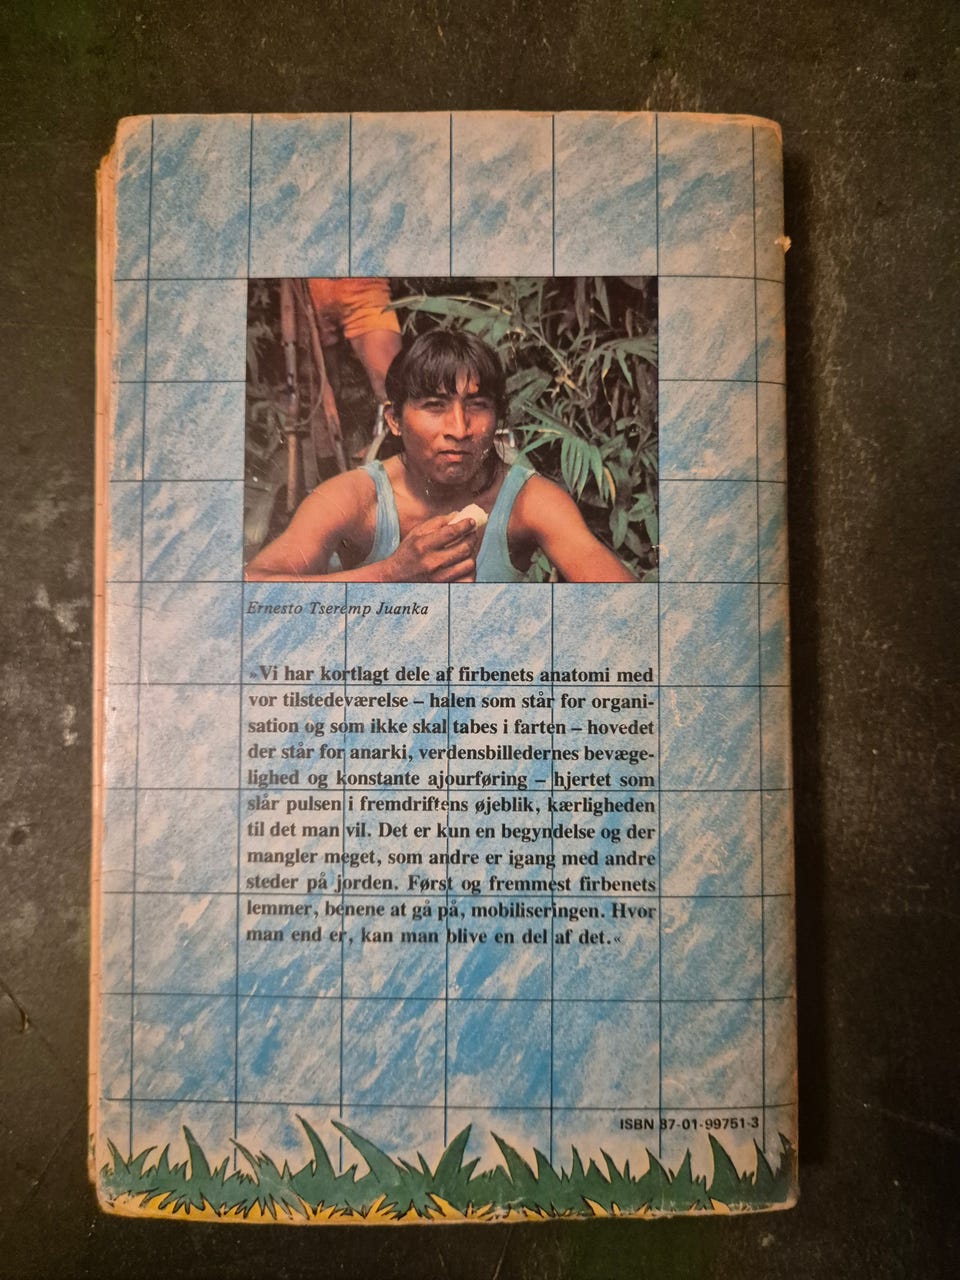 Ernesto Tseremp Juanka
»Vi har kortlagt dele af firbenets anatomi med
vor tilstedeværelse – halen som står for organi-
sation og som ikke skal tabes i farten – hovedet
der står for anarki, verdensbilledernes bevæge-
lighed og konstante ajourføring – hjertet som
slår pulsen i fremdriftens øjeblik, kærligheden
til det man vil. Det er kun en begyndelse og der
mangler meget, som andre er igang med andre
steder på jorden. Først og fremmest firbenets
lemmer, benene at gå på, mobiliseringen. Hvor
man end er, kan man blive en del af det.«
ISBN 87-01-99751-3